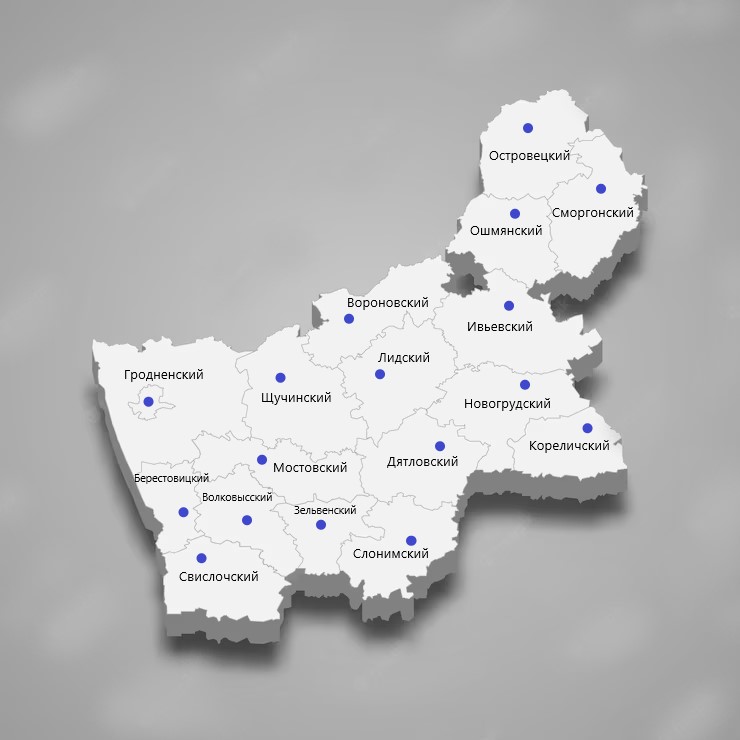 Островецкий
Сморгонский
Ошмянский
Вороновский
Ивьевский
Лидский
Гродненский
Щучинский
Новогрудский
Кореличский
Дятловский
Мостовский
Берестовицкий
Волковысский
Зельвенский
Слонимский
Свислочский